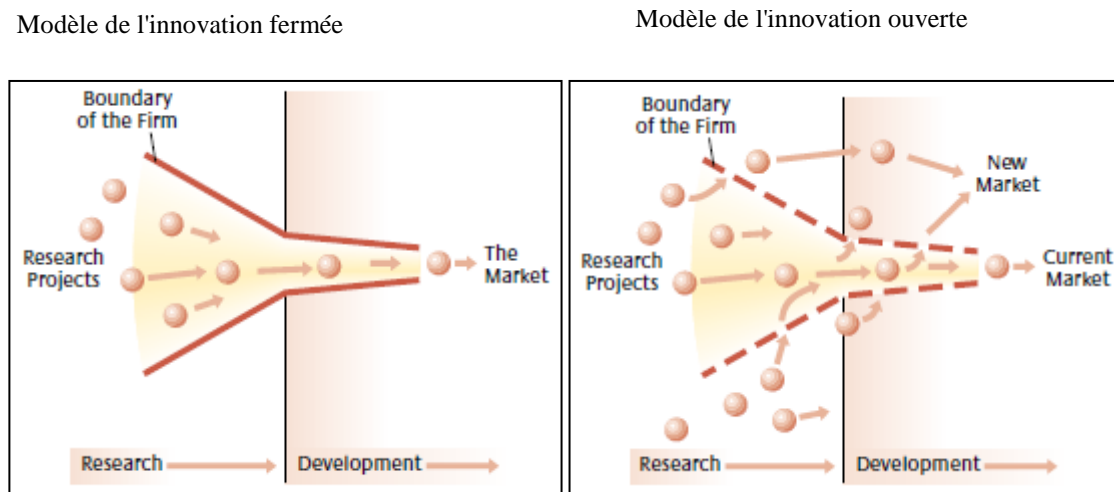 Modèle de l'innovation fermée
Modèle de l'innovation ouverte
Boundary
of the Firm
Research
Projects
The
Market
Research
Development
Boundary
of the Firm
New
Market
Research
Projects
Current
Market
Research
Development